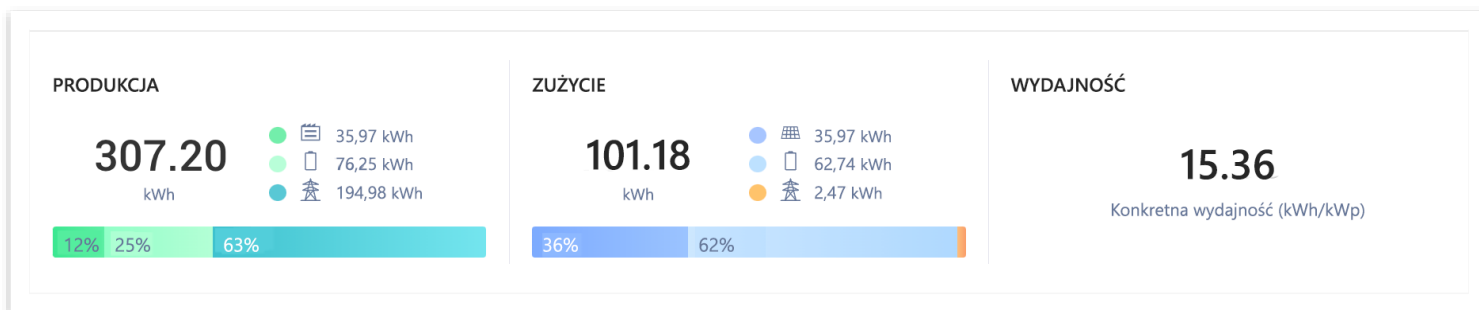 PRODUKCJA
307.20
kWh
35,97 kWh
76,25 kWh
194,98 kWh
12% 25% 63%
ZUŻYCIE
101.18
kWh
35,97 kWh
62,74 kWh
2,47 kWh
36% 62%
WYDAJNOŚĆ
15.36
Konkretna wydajność (kWh/kWp)